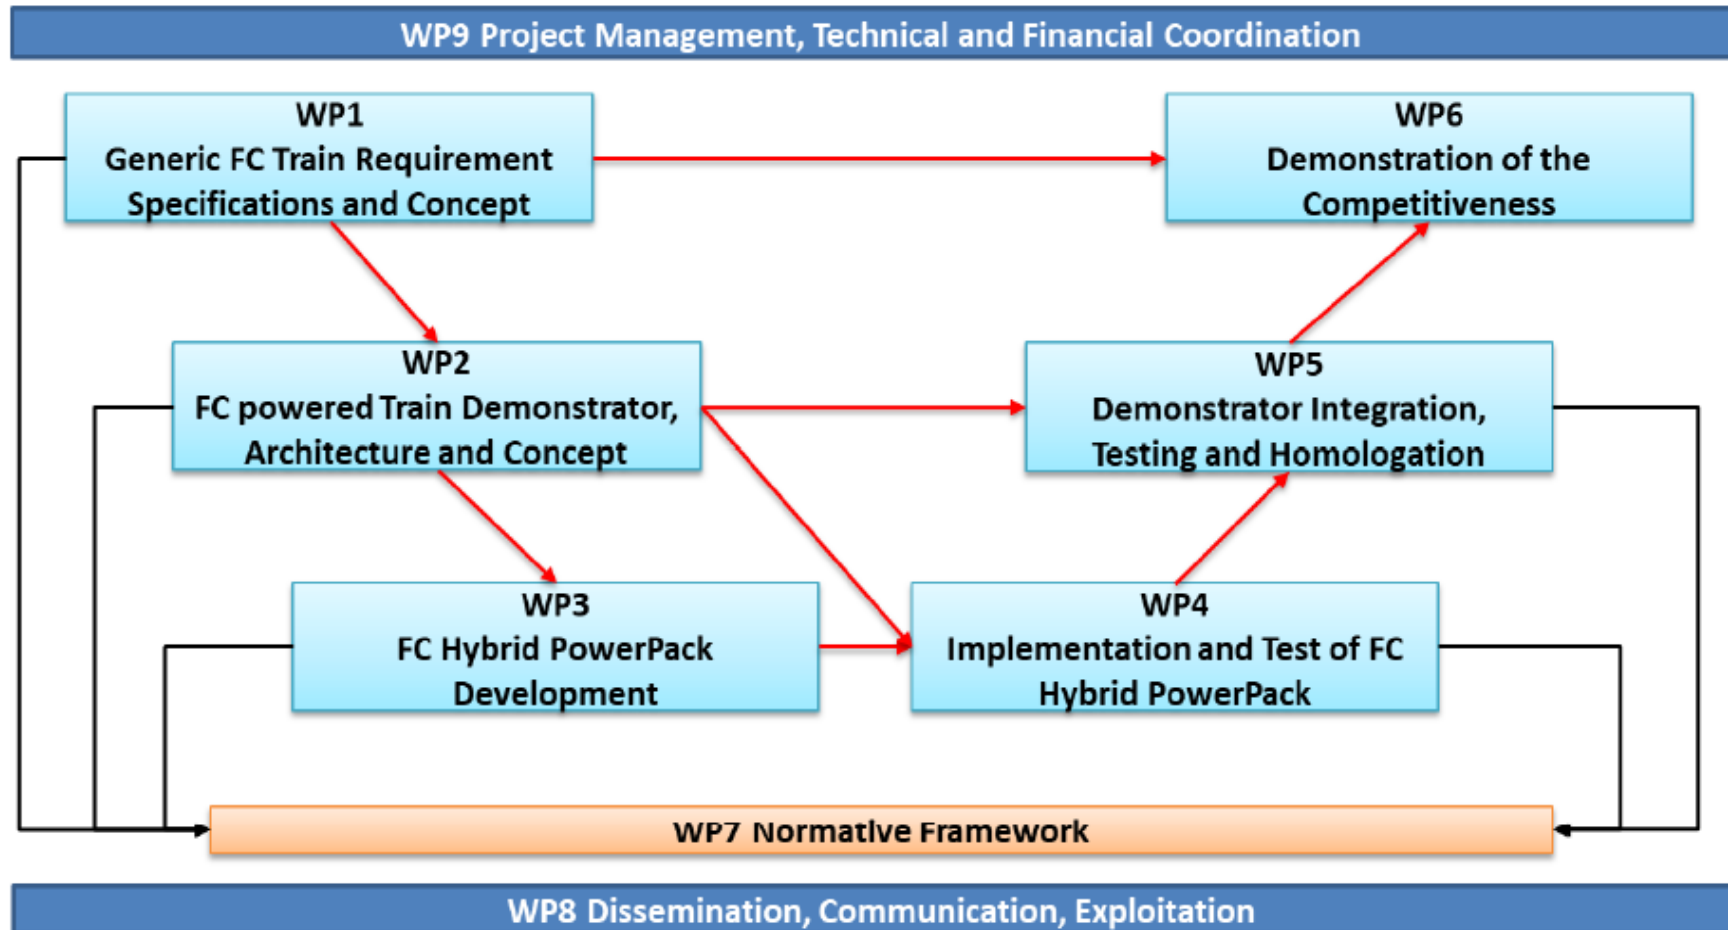 WP9 Project Management, Technical and Financial Coordination
WP1
Generic FC Train Requirement
Specifications and Concept
WP6
Demonstration of the
Competitiveness
WP2
FC powered Train Demonstrator,
Architecture and Concept
WP5
Demonstrator Integration,
Testing and Homologation
WP3
FC Hybrid PowerPack
Development
WP4
Implementation and Test of FC
Hybrid PowerPack
WP7 Normative Framework
WP8 Dissemination, Communication, Exploitation